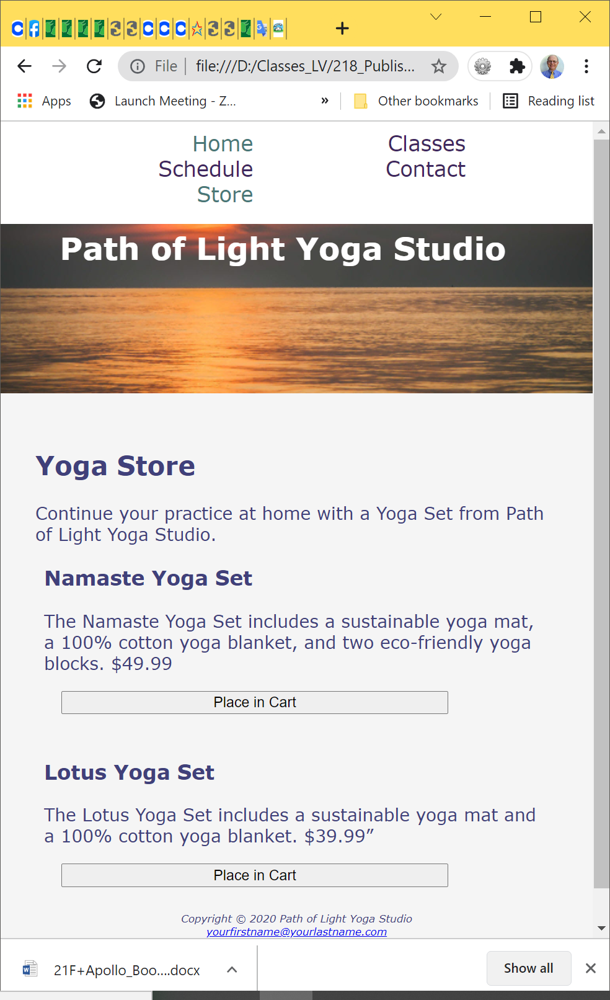 File | file:///D:/Classes_LV/218_Publis...
Apps Launch Meeting - Z... » Other bookmarks Reading list
Home Classes
Schedule Contact
Store
Path of Light Yoga Studio
Yoga Store
Continue your practice at home with a Yoga Set from Path
of Light Yoga Studio.
Namaste Yoga Set
The Namaste Yoga Set includes a sustainable yoga mat,
a 100% cotton yoga blanket, and two eco-friendly yoga
blocks. $49.99
Place in Cart
Lotus Yoga Set
The Lotus Yoga Set includes a sustainable yoga mat and
a 100% cotton yoga blanket. $39.99”
Place in Cart
Copyright © 2020 Path of Light Yoga Studio
yourfirstname@yourlastname.com
21F+Apollo_Boo....docx Show all